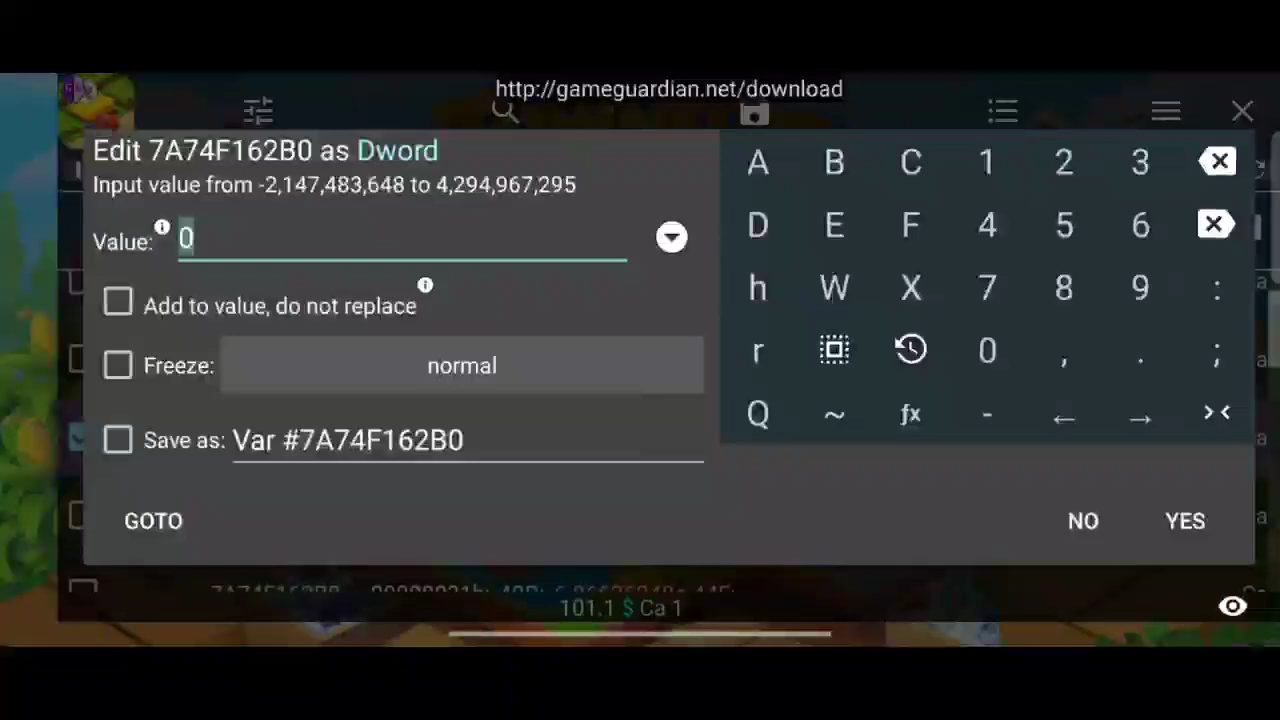 http://gameguardian.net/download
Edit 7A74F162B0 as Dword
Input value from -2,147,483,648 to 4,294,967,295
Value: 0
Add to value, do not replace
Freeze: normal
Save as: Var #7A74F162B0
GOTO
NO YES
A B C 1 2 3
D E F 4 5 6
h W X 7 8 9 :
r 0 , . ;
Q ~ ƒx - ← → ><
101.1 $ Ca 1